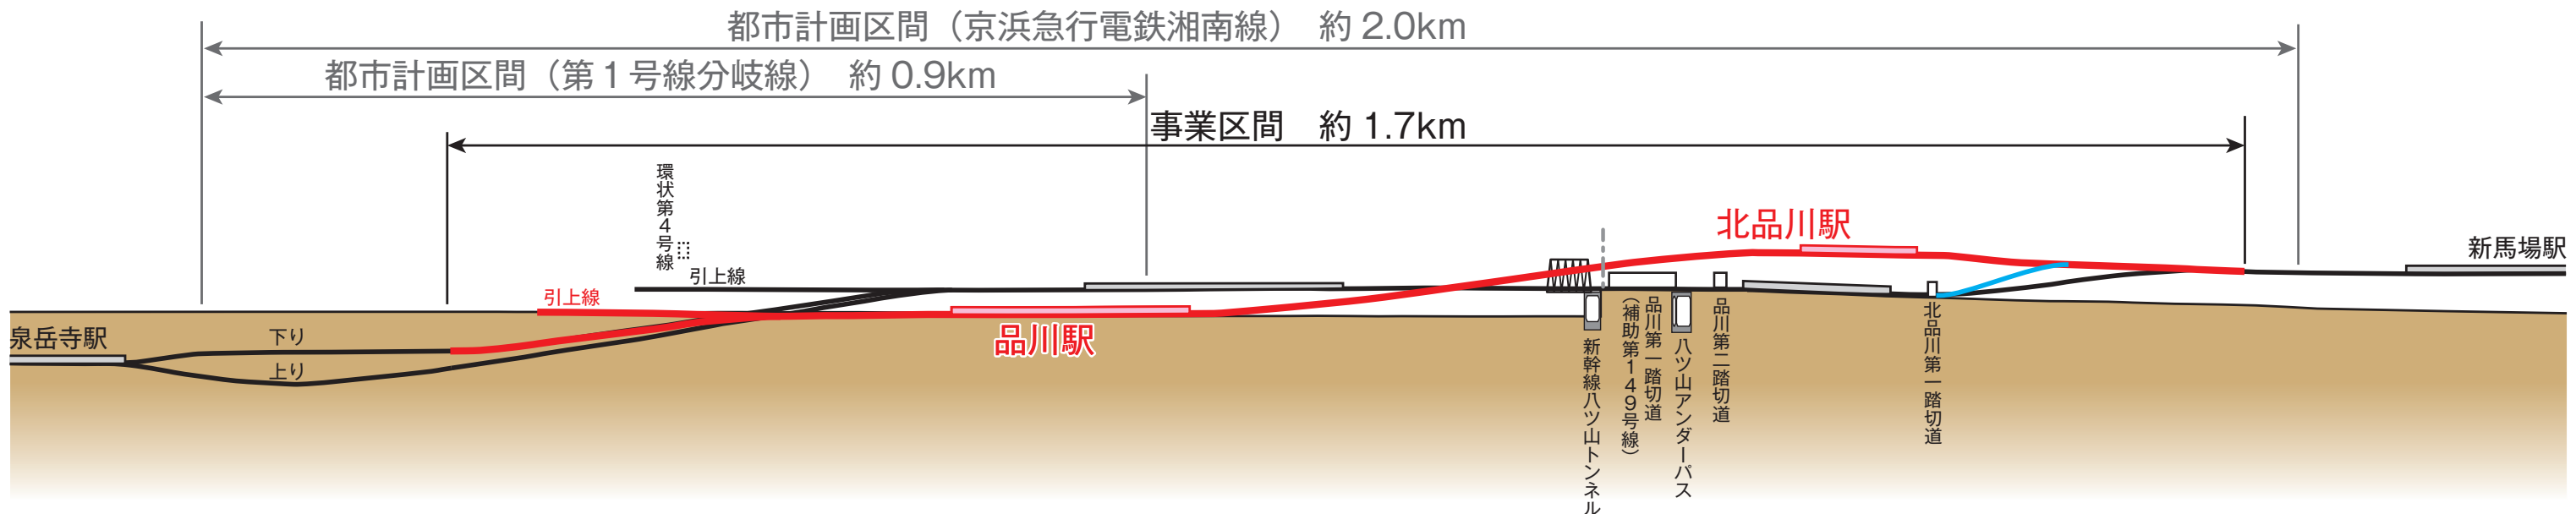 都市計画区間（京浜急行電鉄湘南線）　約 2.0km
都市計画区間（第1号線分岐線）　約 0.9km
事業区間　約 1.7km
環状第4号線
引上線
引上線
北品川駅
新馬場駅
泉岳寺駅
下り
上り
品川駅
新幹線八ツ山トンネル
品川第一踏切道
（補助第149号線）
八ツ山アンダーパス
品川第二踏切道
北品川第一踏切道